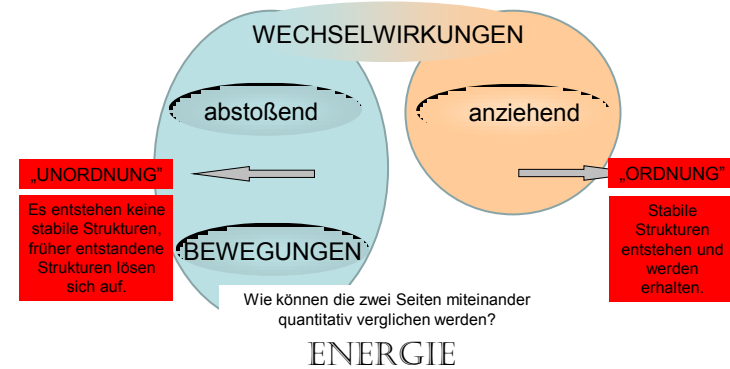 WECHSELWIRKUNGEN
abstoßend
anziehend
„UNORDNUNG”
„ORDNUNG”
Es entstehen keine
stabile Strukturen,
früher entstandene
Strukturen lösen
sich auf.
Stabile
Strukturen
entstehen und
werden
erhalten.
BEWEGUNGEN
Wie können die zwei Seiten miteinander
quantitativ verglichen werden?
ENERGIE